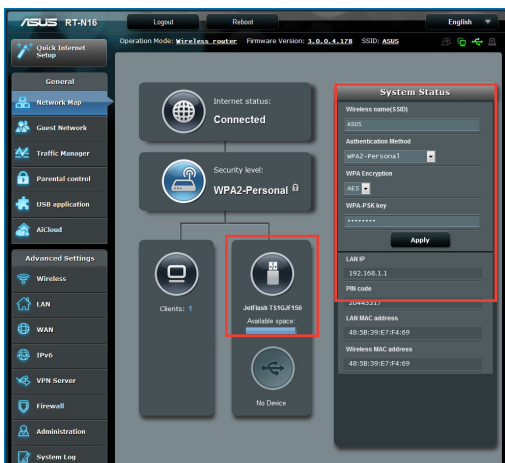 ASUS RT-N16
Logout
Reboot
English
Operation Mode: Wireless router Firmware Version: 3.0.0.4.178 SSID: ASUS
Quick Internet
Setup
General
Network Map
Guest Network
Traffic Manager
Parental control
USB application
AiCloud
Advanced Settings
Wireless
LAN
WAN
IPv6
VPN Server
Firewall
Administration
System Log
Internet status:
Connected
Security level:
WPA2-Personal
Clients: 1
JetFlash TS1GJF150
Available space:
No Device
System Status
Wireless name(SSID)
ASUS
Authentication Method
WPA2-Personal
WPA Encryption
AES
WPA-PSK key
••••••••
Apply
LAN IP
192.168.1.1
PIN code
20445317
LAN MAC address
48:5B:39:E7:F4:69
Wireless MAC address
48:5B:39:E7:F4:69